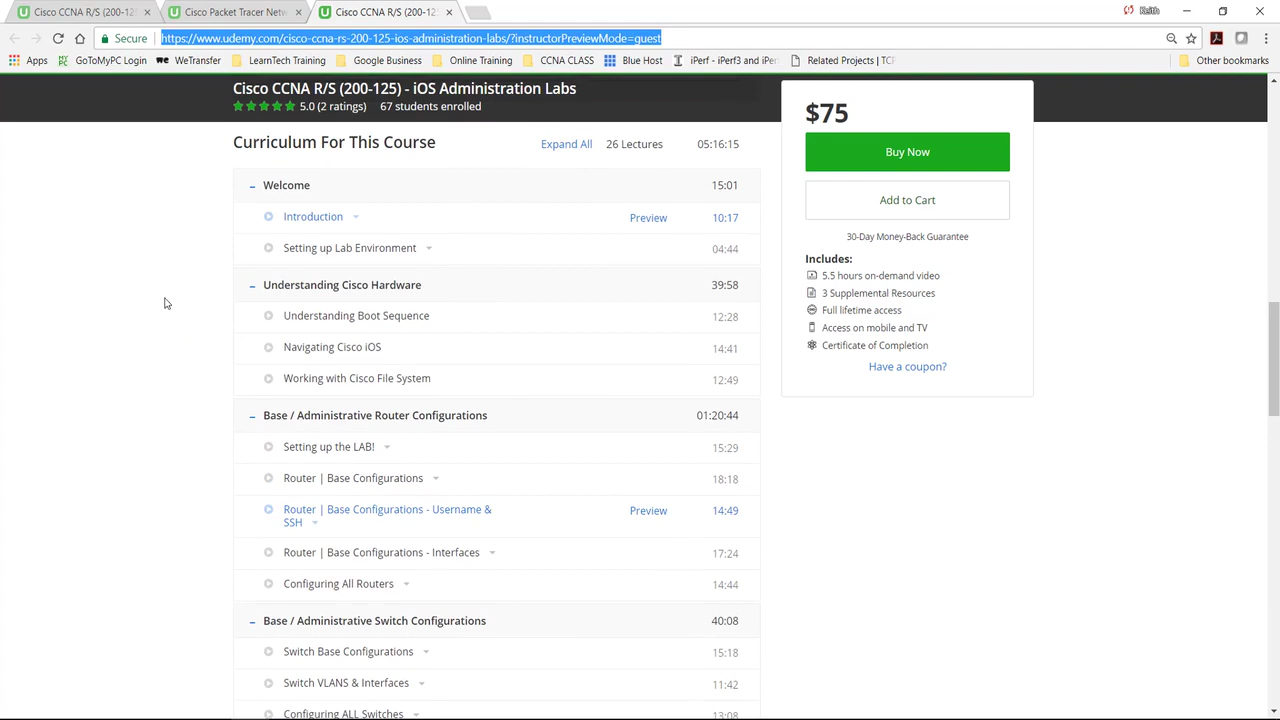 Cisco CCNA R/S (200-12
Cisco Packet Tracer Netw
Cisco CCNA R/S (200-125
Keith
Secure
https://www.udemy.com/cisco-ccna-rs-200-125-ios-administration-labs/?instructorPreviewMode=guest
Apps
GoToMyPC Login
WeTransfer
LearnTech Training
Google Business
Online Training
CCNA CLASS
Blue Host
iPerf - iPerf3 and iPer
Related Projects | TC
Other bookmarks
Cisco CCNA R/S (200-125) - iOS Administration Labs
5.0 (2 ratings) 67 students enrolled
Curriculum For This Course
Expand All
26 Lectures
05:16:15
– Welcome 15:01
Introduction Preview 10:17
Setting up Lab Environment 04:44
– Understanding Cisco Hardware 39:58
Understanding Boot Sequence 12:28
Navigating Cisco iOS 14:41
Working with Cisco File System 12:49
– Base / Administrative Router Configurations 01:20:44
Setting up the LAB! 15:29
Router | Base Configurations 18:18
Router | Base Configurations - Username & Preview 14:49
SSH
Router | Base Configurations - Interfaces 17:24
Configuring All Routers 14:44
– Base / Administrative Switch Configurations 40:08
Switch Base Configurations 15:18
Switch VLANS & Interfaces 11:42
Configuring ALL Switches 13:08
$75
Buy Now
Add to Cart
30-Day Money-Back Guarantee
Includes:
5.5 hours on-demand video
3 Supplemental Resources
Full lifetime access
Access on mobile and TV
Certificate of Completion
Have a coupon?